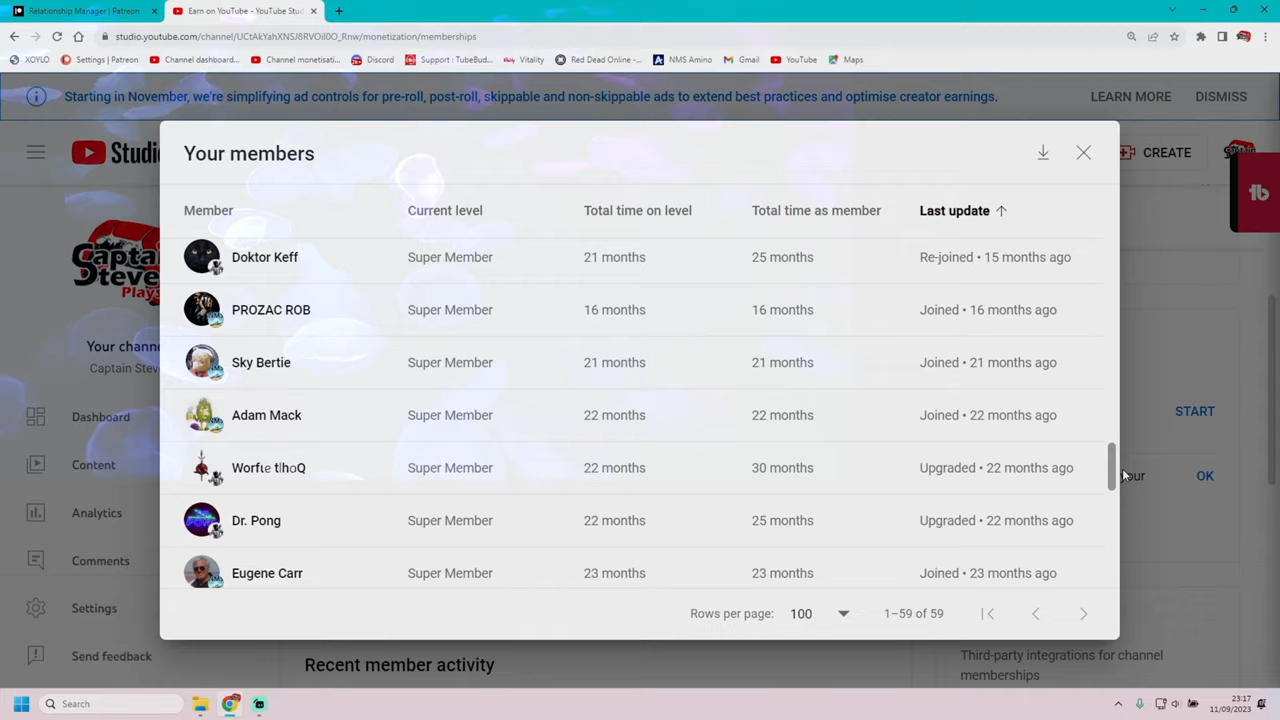 Relationship Manager | Patreon
Earn on YouTube - YouTube Stud
studio.youtube.com/channel/UCtAkYahXNSJ8RVOil0O_Rnw/monetization/memberships
XOYLO Settings | Patreon Channel dashboard... Channel monetisati... Discord Support : TubeBud... Vitality Red Dead Online -... NMS Amino Gmail YouTube Maps
Starting in November, we're simplifying ad controls for pre-roll, post-roll, skippable and non-skippable ads to extend best practices and optimise creator earnings. LEARN MORE DISMISS
Studio CREATE
Your members
Member Current level Total time on level Total time as member Last update
Doktor Keff Super Member 21 months 25 months Re-joined • 15 months ago
PROZAC ROB Super Member 16 months 16 months Joined • 16 months ago
Sky Bertie Super Member 21 months 21 months Joined • 21 months ago
Adam Mack Super Member 22 months 22 months Joined • 22 months ago
Super Member 22 months 30 months Upgraded • 22 months ago
Dr. Pong Super Member 22 months 25 months Upgraded • 22 months ago
Eugene Carr Super Member 23 months 23 months Joined • 23 months ago
Rows per page: 100 1–59 of 59
Captain
Steve
Plays
Your chann
Captain Stev
Dashboard
Content
Analytics
Comments
Settings
Send feedback
START
our OK
Recent member activity
Third-party integrations for channel
memberships
tb
Search
23:17
11/09/2023